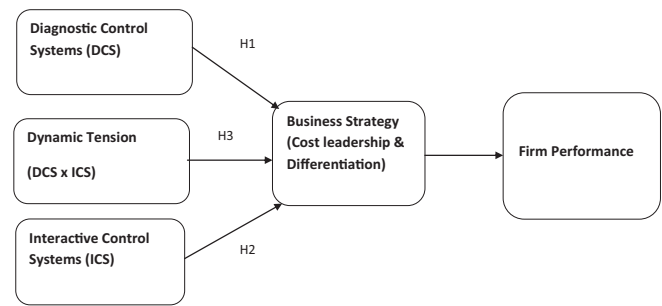 Diagnostic Control
Systems (DCS)
H1
Dynamic Tension
(DCS x ICS)
H3
Business Strategy
(Cost leadership &
Differentiation)
Firm Performance
Interactive Control
Systems (ICS)
H2